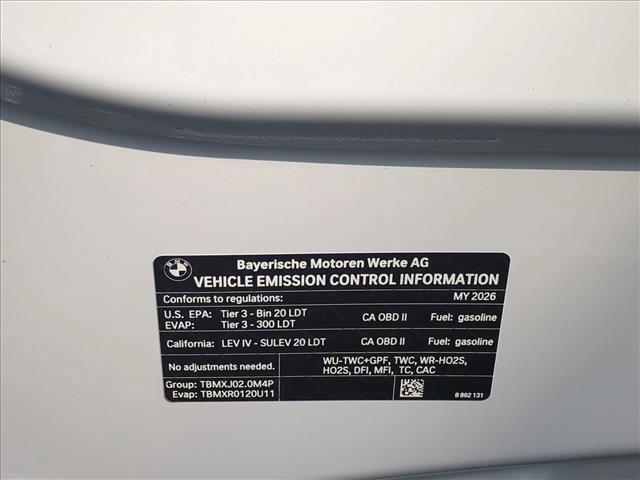 BMW
Bayerische Motoren Werke AG
VEHICLE EMISSION CONTROL INFORMATION
Conforms to regulations: MY 2026
U.S. EPA: Tier 3 - Bin 20 LDT CA OBD II Fuel: gasoline
EVAP: Tier 3 - 300 LDT
California: LEV IV - SULEV 20 LDT CA OBD II Fuel: gasoline
No adjustments needed. WU-TWC+GPF, TWC, WR-HO2S,
HO2S, DFI, MFI, TC, CAC
Group: TBMXJ02.0M4P
Evap: TBMXR0120U11 8 892 131